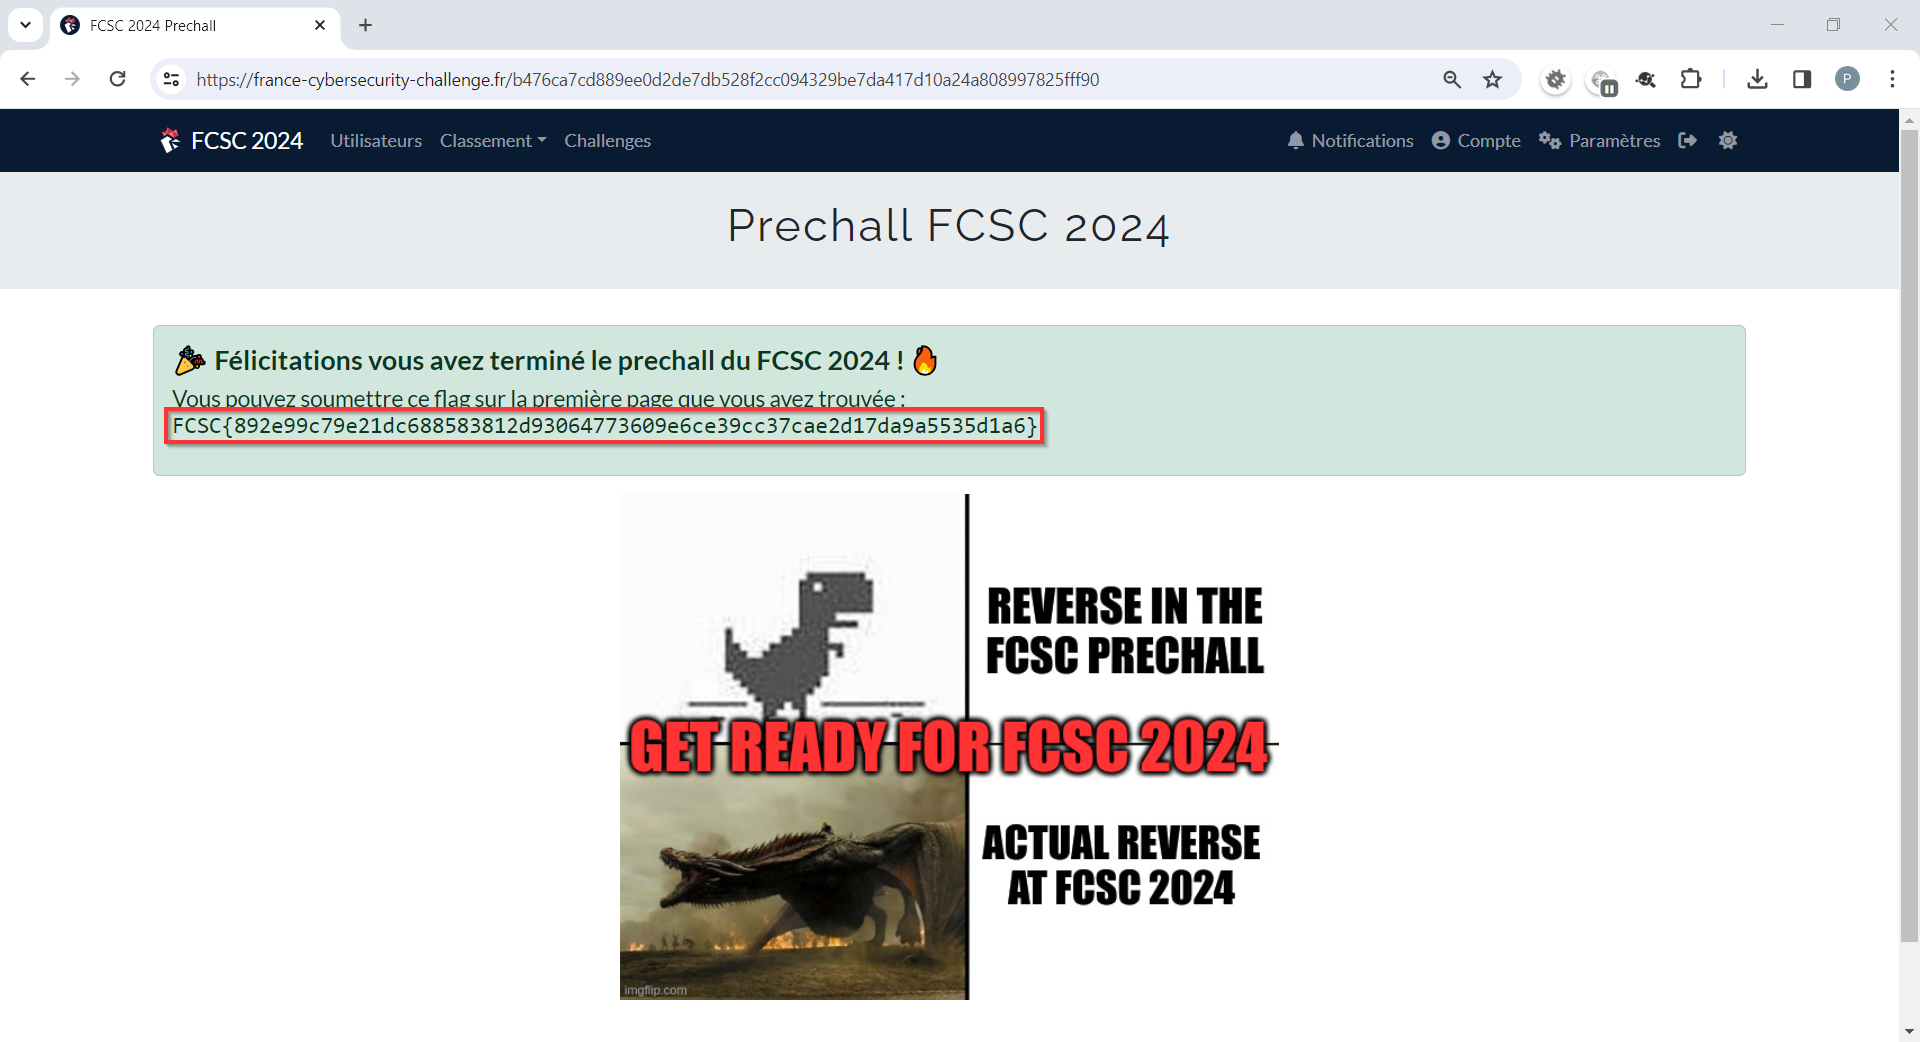 FCSC 2024 Prechall
https://france-cybersecurity-challenge.fr/b476ca7cd889ee0d2de7db528f2cc094329be7da417d10a24a808997825fff90
P
FCSC 2024 Utilisateurs Classement Challenges Notifications Compte Paramètres
Prechall FCSC 2024
Félicitations vous avez terminé le prechall du FCSC 2024 !
Vous pouvez soumettre ce flag sur la première page que vous avez trouvée :
FCSC{892e99c79e21dc688583812d93064773609e6ce39cc37cae2d17da9a5535d1a6}
REVERSE IN THE
FCSC PRECHALL
GET READY FOR FCSC 2024
ACTUAL REVERSE
AT FCSC 2024
imgflip.com